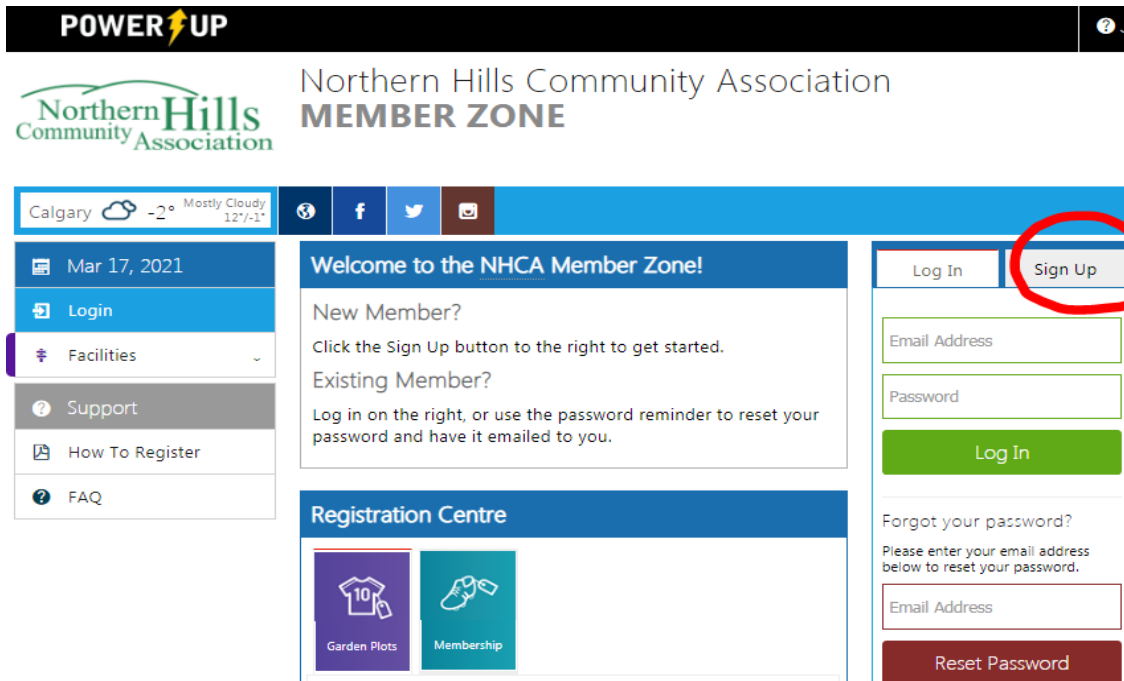 POWER UP
Northern Hills
Community Association
Northern Hills Community Association
MEMBER ZONE
Calgary -2° Mostly Cloudy
12°/-1°
Mar 17, 2021
Login
Facilities
Support
How To Register
FAQ
Welcome to the NHCA Member Zone!
New Member?
Click the Sign Up button to the right to get started.
Existing Member?
Log in on the right, or use the password reminder to reset your
password and have it emailed to you.
Registration Centre
10
Garden Plots
Membership
Log In
Sign Up
Email Address
Password
Log In
Forgot your password?
Please enter your email address
below to reset your password.
Email Address
Reset Password